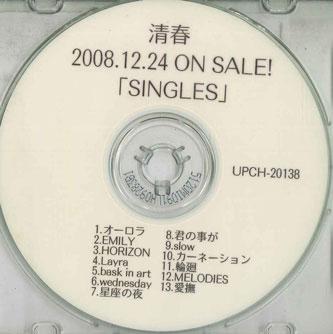 清春
2008.12.24 ON SALE!
「SINGLES」
UPCH-20138
1.オーロラ
2.EMILY
3.HORIZON
4.Layra
5.bask in art
6.wednesday
7.星座の夜
8.君の事が
9.slow
10.カーネーション
11.輪廻
12.MELODIES
13.愛撫